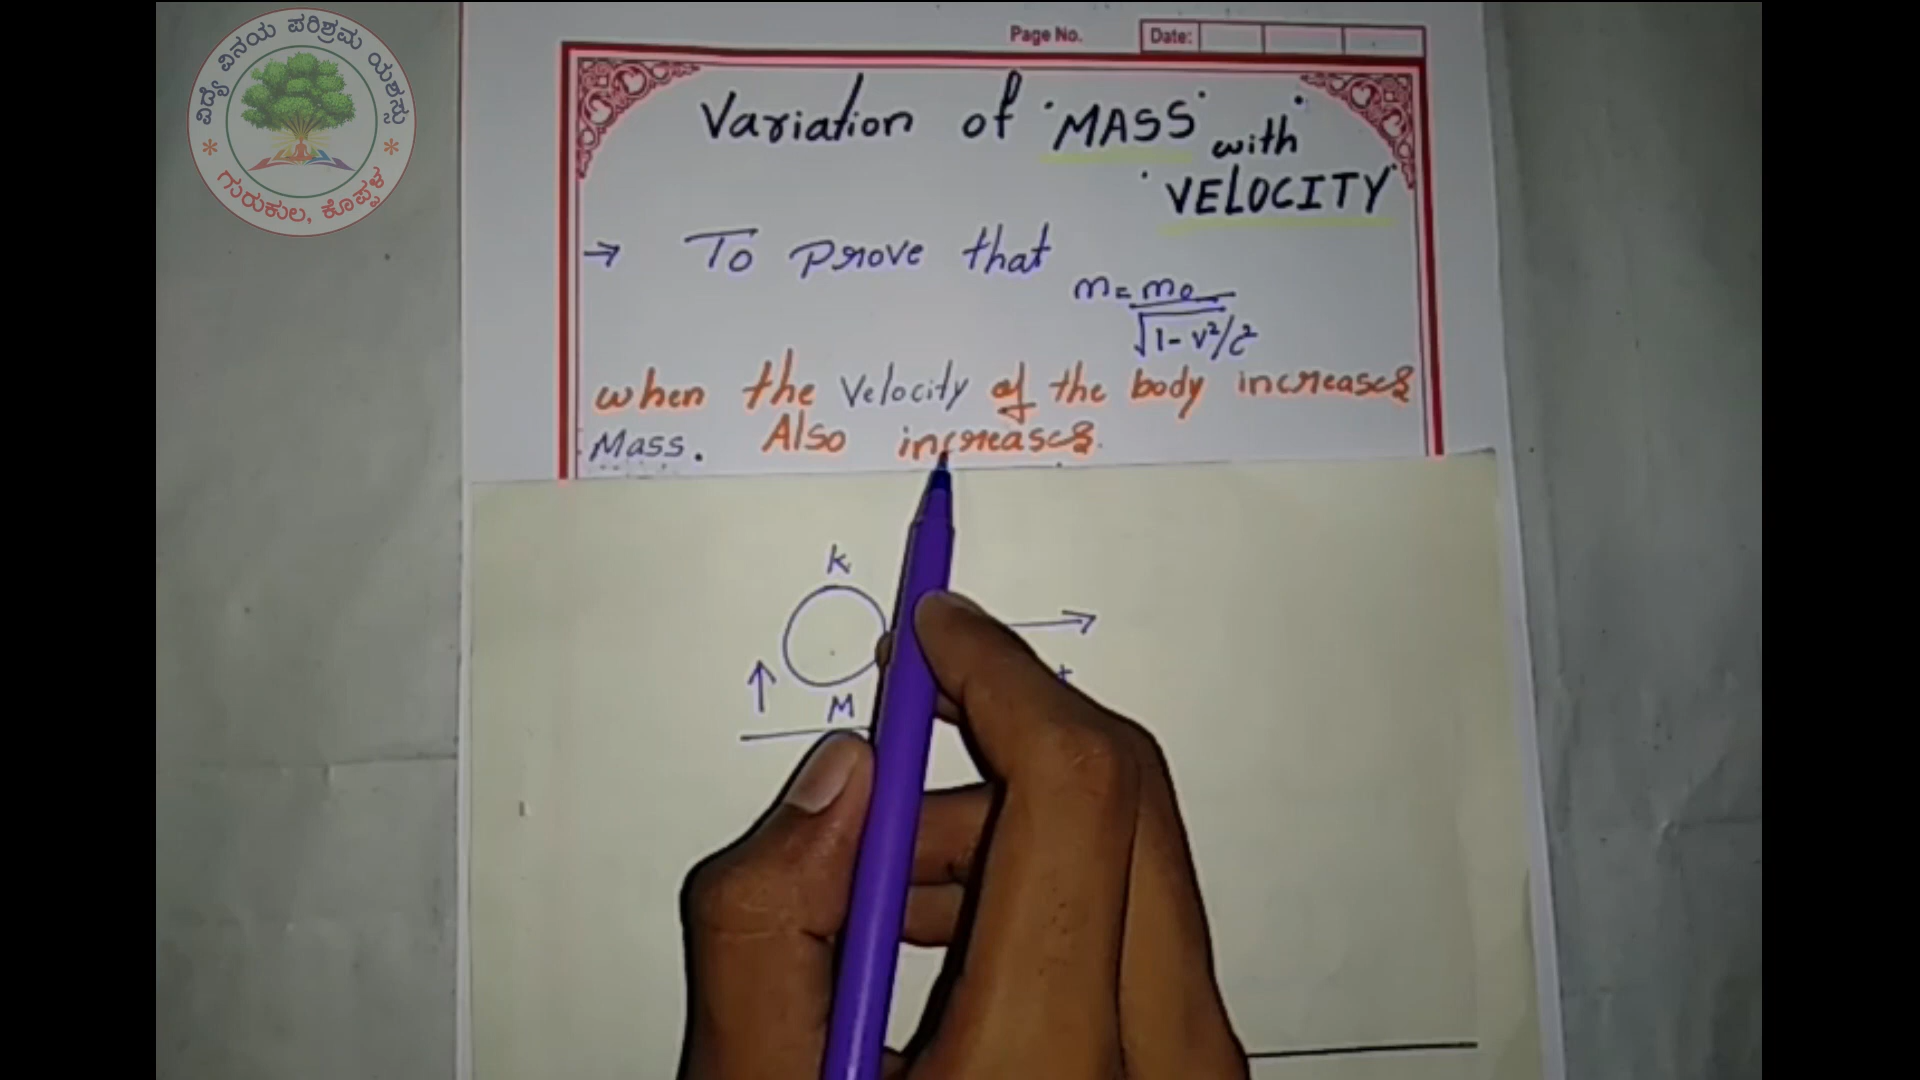 ವಿದ್ಯೆ ವಿನಯ ಪರಿಶ್ರಮ ಯಶಸ್ಸು
ಗುರುಕುಲ, ಕೊಪ್ಪಳ
Page No. Date:
Variation of 'MASS' with
'VELOCITY'
→ To prove that
m = m₀
√1 - v²/c²
when the velocity of the body increases
Mass. Also increases.
K
M